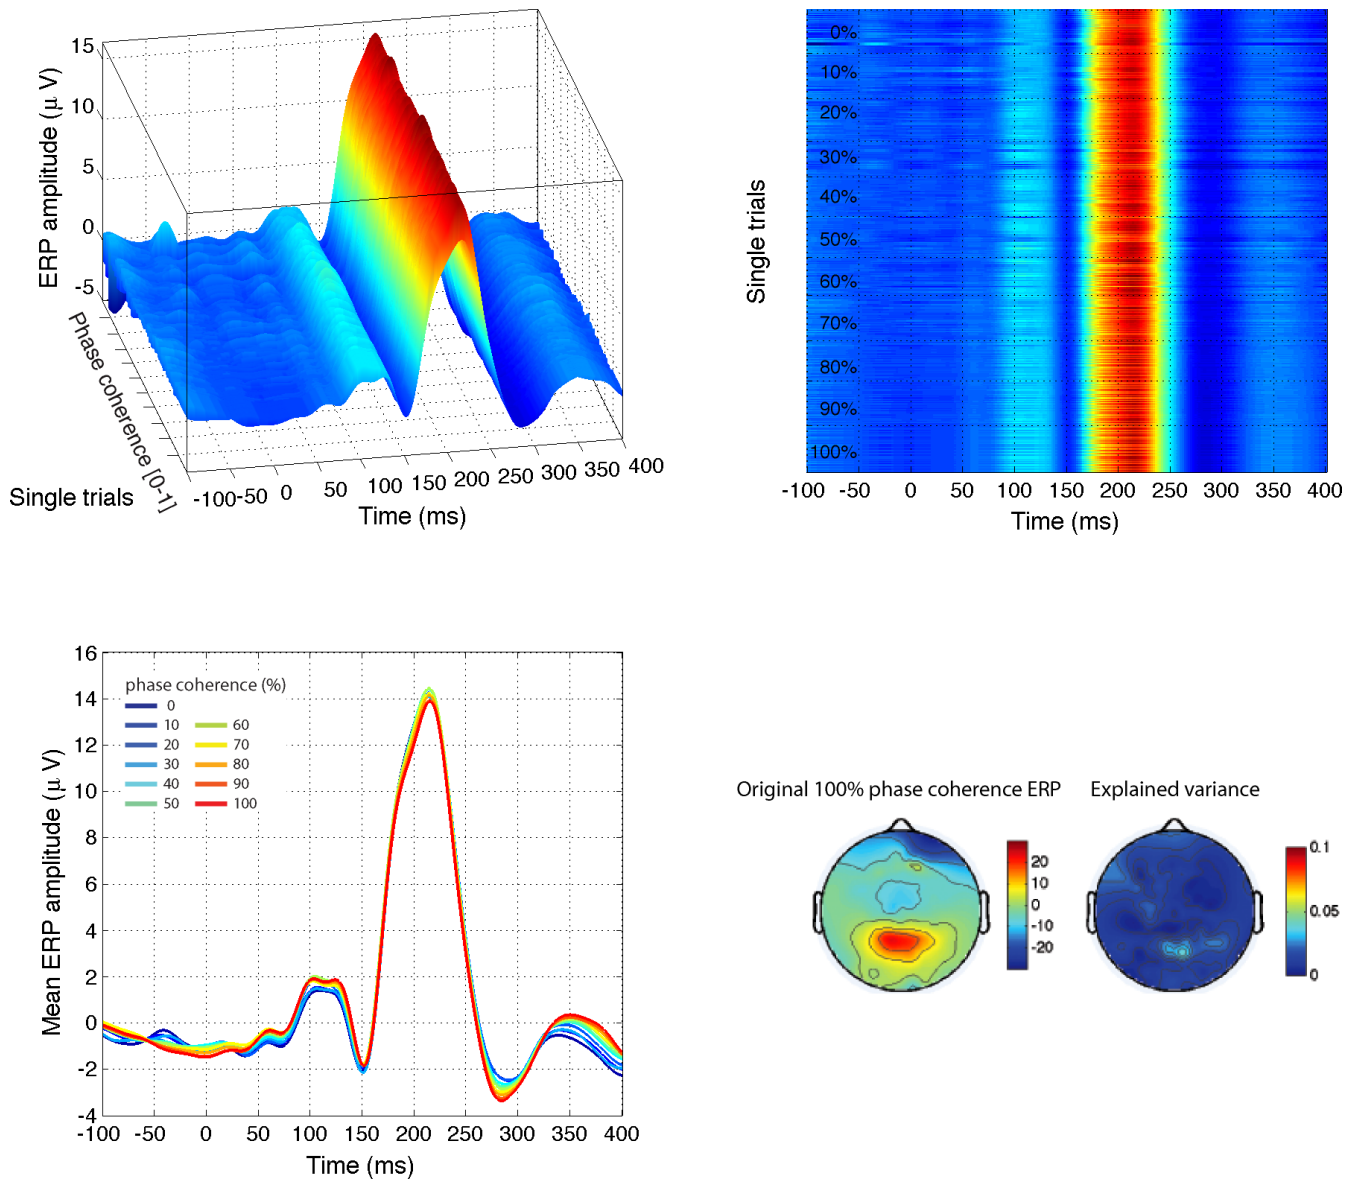 15
10
5
0
-5
ERP amplitude (μ V)
Phase coherence [0-1]
Single trials
-100 -50 0 50 100 150 200 250 300 350 400
Time (ms)
0%
10%
20%
30%
40%
50%
60%
70%
80%
90%
100%
Single trials
-100 -50 0 50 100 150 200 250 300 350 400
Time (ms)
16
14
12
10
8
6
4
2
0
-2
-4
Mean ERP amplitude (μ V)
phase coherence (%)
0
10 60
20 70
30 80
40 90
50 100
-100 -50 0 50 100 150 200 250 300 350 400
Time (ms)
Original 100% phase coherence ERP
20
10
0
-10
-20
Explained variance
0.1
0.05
0